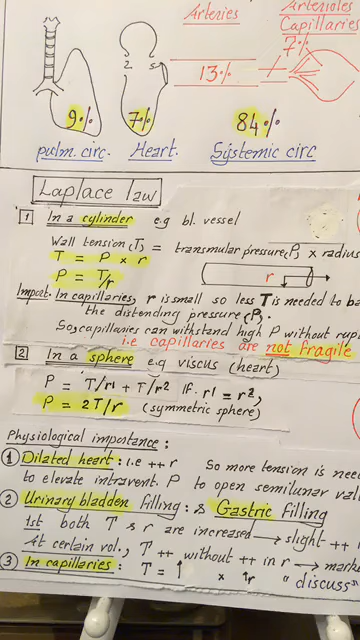 Arteries
Arterioles
Capillaries
7%
13%
2
5
9%
7%
84%
pulm. circ.
Heart.
Systemic circ
Laplace law
1 In a cylinder e.g bl. vessel
Wall tension (T) = transmular pressure (P) x radius
T = P x r
P = T/r
r
Import. In capillaries, r is small so less T is needed to ba
the distending pressure (P).
So, capillaries can withstand high P without rup
i.e capillaries are not fragile
2 In a sphere e.g viscus (heart)
P = T/r1 + T/r2 if r1 = r2,
P = 2T/r (symmetric sphere)
Physiological importance :
1 Dilated heart : i.e ++ r So more tension is nee
to elevate intravent. P to open semilunar val
2 Urinary bladder filling : & Gastric filling
1st both T & r are increased → slight ++ i
At certain vol., T ++ without ++ in r → marke
3 In capillaries : T = ↑ x ↑r "discuss"